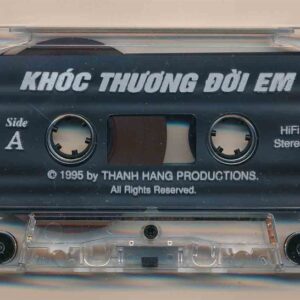 KHÓC THƯƠNG ĐỜI EM
Side
A
HiFi
Stereo
© 1995 by THANH HANG PRODUCTIONS.
All Rights Reserved.